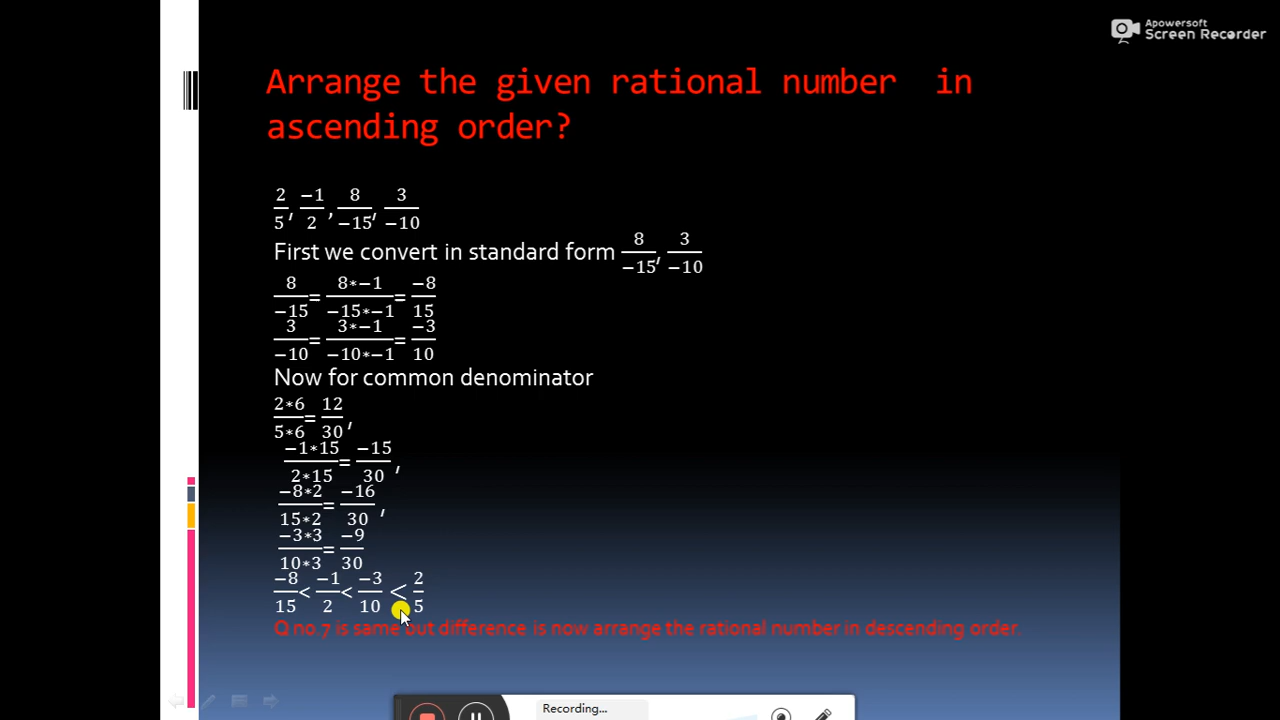 Apowersoft
Screen Recorder
Arrange the given rational number in
ascending order?
2/5, −1/2, 8/−15, 3/−10
First we convert in standard form 8/−15, 3/−10
8/−15 = 8*−1/−15*−1 = −8/15
3/−10 = 3*−1/−10*−1 = −3/10
Now for common denominator
2*6/5*6 = 12/30,
−1*15/2*15 = −15/30,
−8*2/15*2 = −16/30,
−3*3/10*3 = −9/30
−8/15 < −1/2 < −3/10 < 2/5
Q no.7 is same but difference is now arrange the rational number in descending order.
Recording...